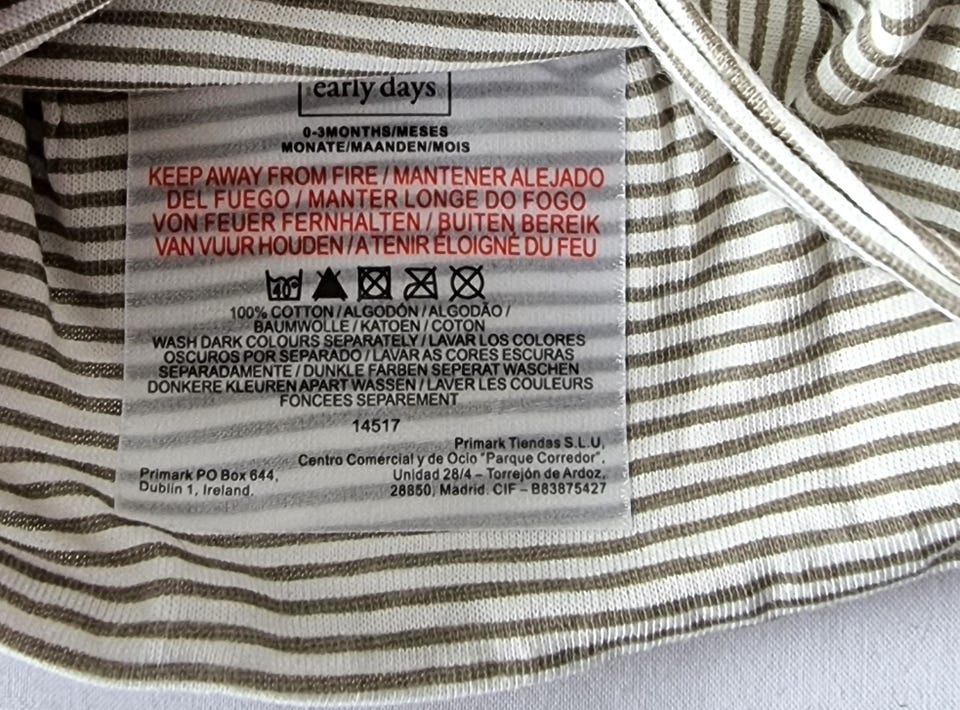 early days
0-3MONTHS/MESES
MONATE/MAANDEN/MOIS
KEEP AWAY FROM FIRE / MANTENER ALEJADO
DEL FUEGO / MANTER LONGE DO FOGO
VON FEUER FERNHALTEN / BUITEN BEREIK
VAN VUUR HOUDEN / A TENIR ÉLOIGNÉ DU FEU
40°
100% COTTON / ALGODÓN / ALGODÃO /
BAUMWOLLE / KATOEN / COTON
WASH DARK COLOURS SEPARATELY / LAVAR LOS COLORES
OSCUROS POR SEPARADO / LAVAR AS CORES ESCURAS
SEPARADAMENTE / DUNKLE FARBEN SEPERAT WASCHEN
DONKERE KLEUREN APART WASSEN / LAVER LES COULEURS
FONCEES SEPAREMENT
14517
Primark PO Box 644,
Dublin 1, Ireland.
Primark Tiendas S.L.U,
Centro Comercial y de Ocio "Parque Corredor",
Unidad 28/4 – Torrejón de Ardoz,
28850, Madrid. CIF – B83875427